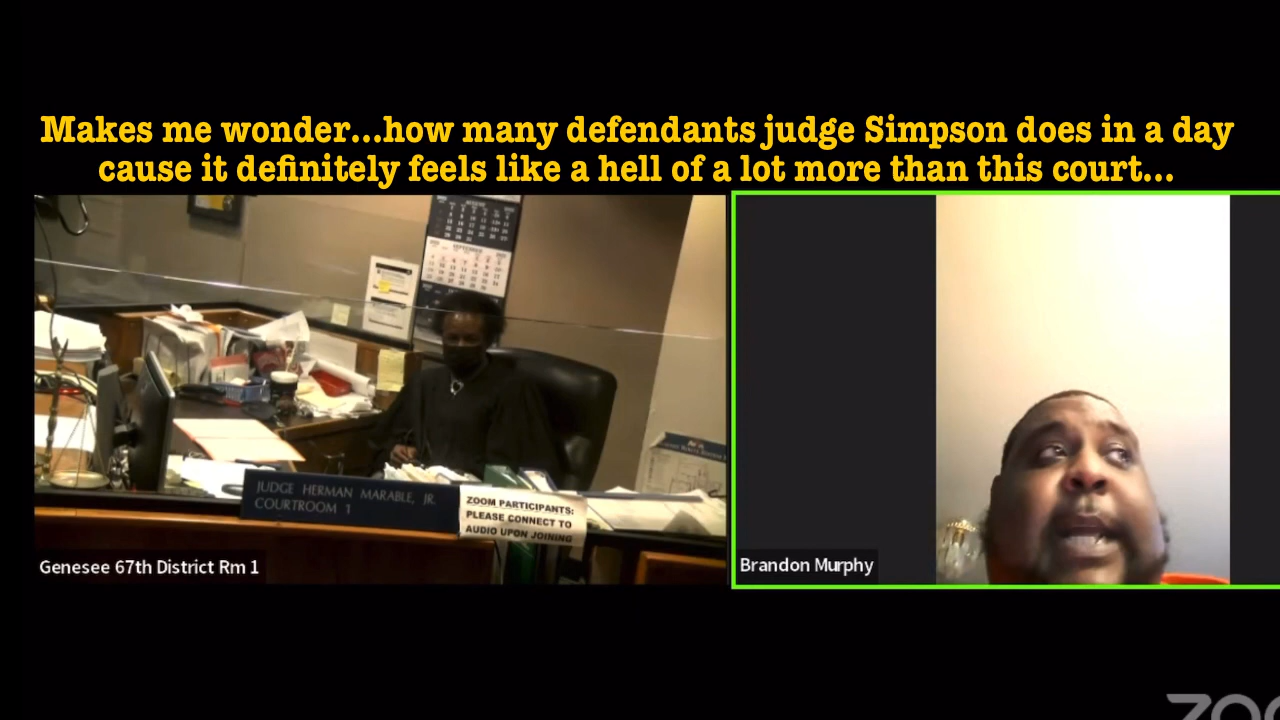 Makes me wonder...how many defendants judge Simpson does in a day
cause it definitely feels like a hell of a lot more than this court...
JUDGE HERMAN MARABLE, JR.
COURTROOM 1
ZOOM PARTICIPANTS:
PLEASE CONNECT TO
AUDIO UPON JOINING
Genesee 67th District Rm 1
Brandon Murphy